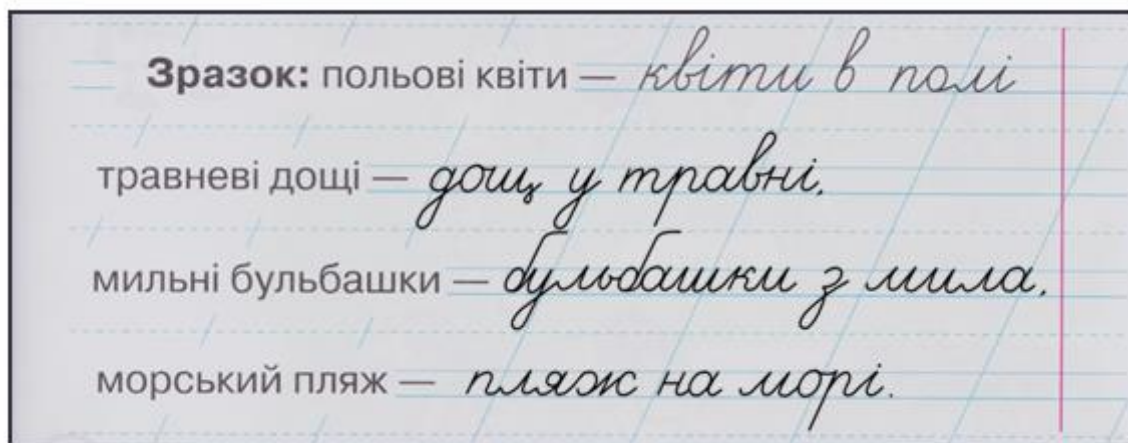 Зразок: польові квіти — квіти в полі
травневі дощі — дощ у травні.
мильні бульбашки — бульбашки з мила.
морський пляж — пляж на морі.